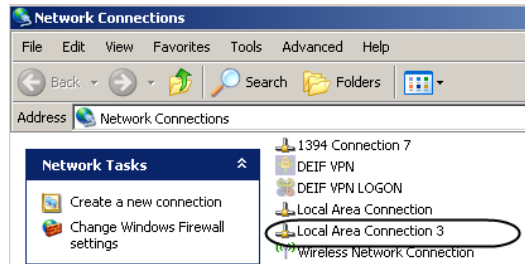 Network Connections
File Edit View Favorites Tools Advanced Help
Back Search Folders
Address Network Connections
Network Tasks
Create a new connection
Change Windows Firewall
settings
1394 Connection 7
DEIF VPN
DEIF VPN LOGON
Local Area Connection
Local Area Connection 3
Wireless Network Connection